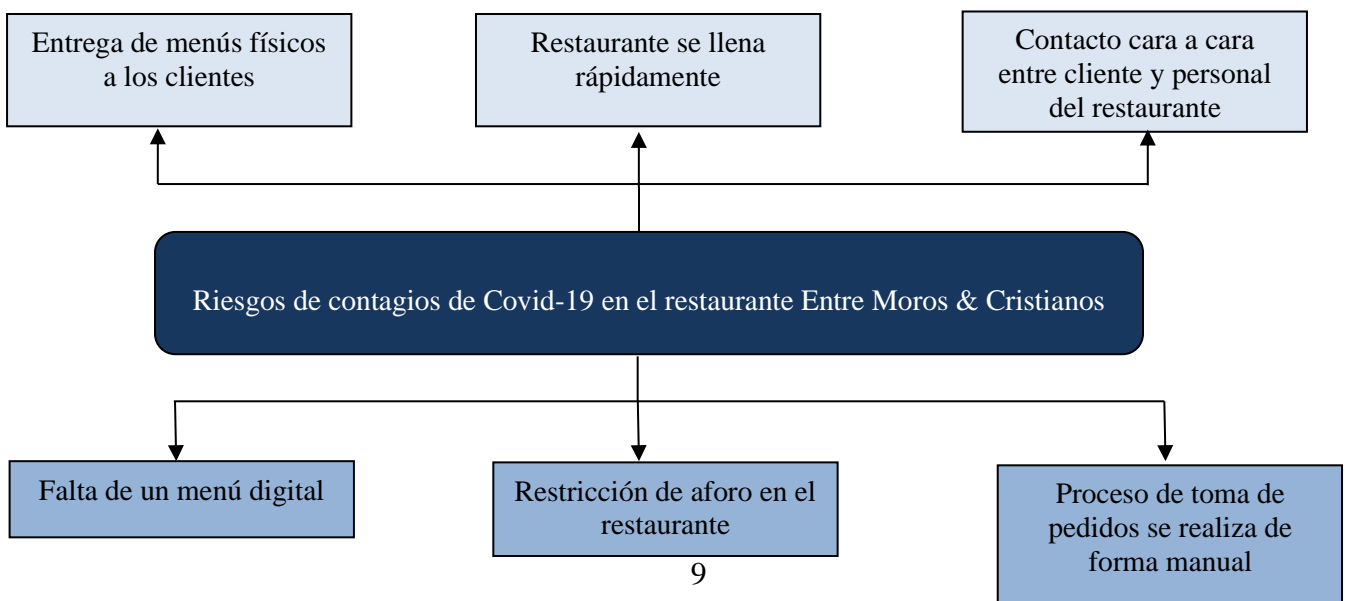 Entrega de menús físicos
a los clientes
Restaurante se llena
rápidamente
Contacto cara a cara
entre cliente y personal
del restaurante
Riesgos de contagios de Covid-19 en el restaurante Entre Moros & Cristianos
Falta de un menú digital
Restricción de aforo en el
restaurante
Proceso de toma de
pedidos se realiza de
forma manual
9